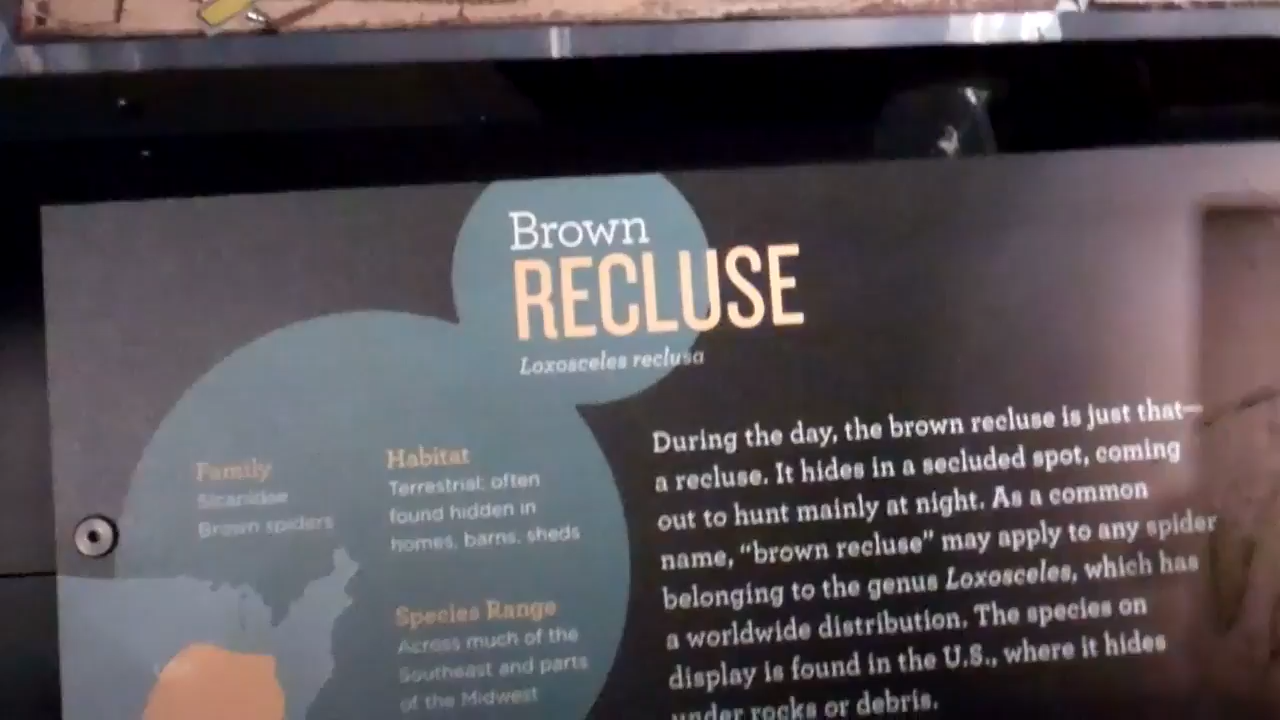 Brown
RECLUSE
Loxosceles reclusa
Family
Sicariidae
Brown spiders
Habitat
Terrestrial; often
found hidden in
homes, barns, sheds
Species Range
Across much of the
Southeast and parts
of the Midwest
During the day, the brown recluse is just that—
a recluse. It hides in a secluded spot, coming
out to hunt mainly at night. As a common
name, “brown recluse” may apply to any spider
belonging to the genus Loxosceles, which has
a worldwide distribution. The species on
display is found in the U.S., where it hides
under rocks or debris.